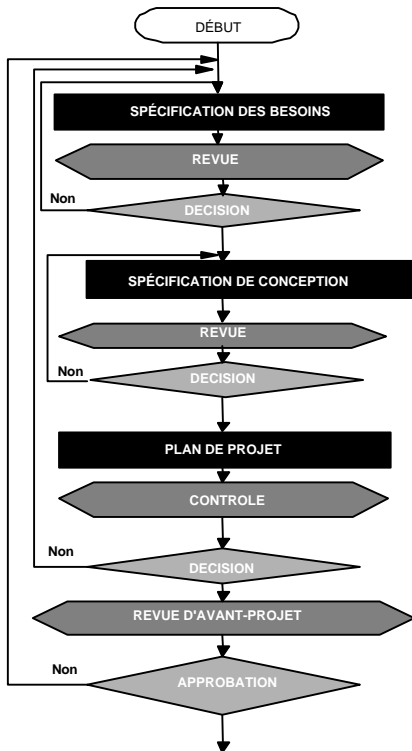 DÉBUT
SPÉCIFICATION DES BESOINS
REVUE
Non
DECISION
SPÉCIFICATION DE CONCEPTION
REVUE
Non
DECISION
PLAN DE PROJET
CONTROLE
Non
DECISION
REVUE D'AVANT-PROJET
Non
APPROBATION